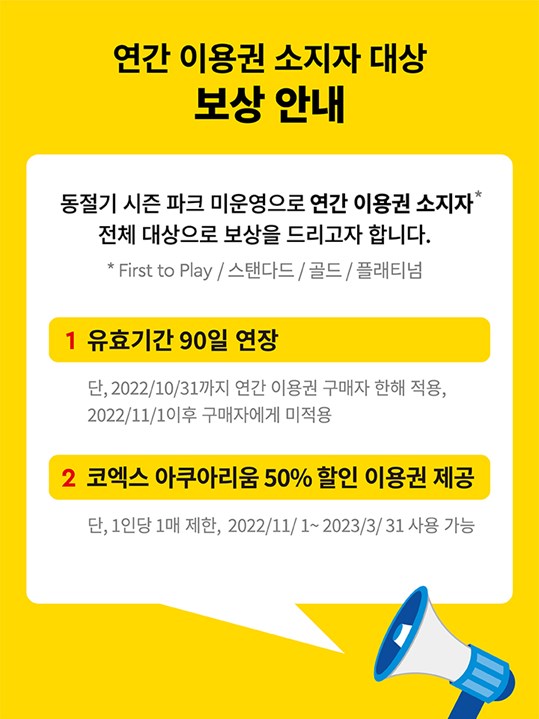 연간 이용권 소지자 대상
보상 안내
동절기 시즌 파크 미운영으로 연간 이용권 소지자*
전체 대상으로 보상을 드리고자 합니다.
* First to Play / 스탠다드 / 골드 / 플래티넘
1 유효기간 90일 연장
단, 2022/10/31까지 연간 이용권 구매자 한해 적용,
2022/11/1이후 구매자에게 미적용
2 코엑스 아쿠아리움 50% 할인 이용권 제공
단, 1인당 1매 제한, 2022/11/ 1~ 2023/3/ 31 사용 가능